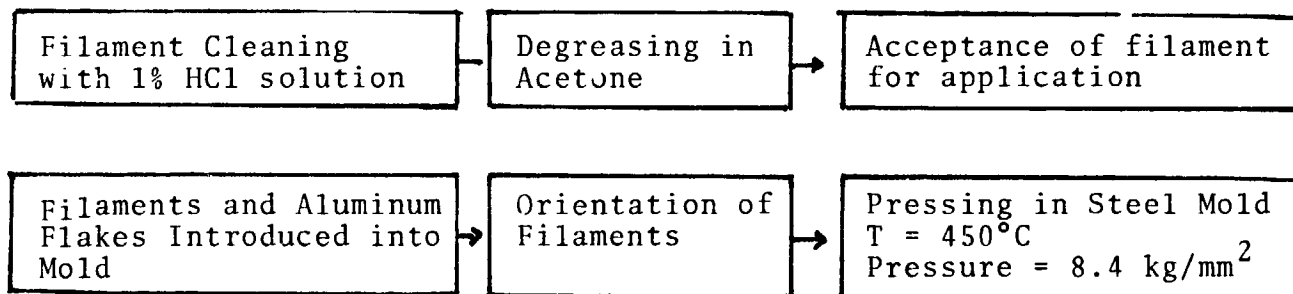 Filament Cleaning
with 1% HCl solution
Degreasing in
Acetone
Acceptance of filament
for application
Filaments and Aluminum
Flakes Introduced into
Mold
Orientation of
Filaments
Pressing in Steel Mold
T = 450°C
Pressure = 8.4 kg/mm²